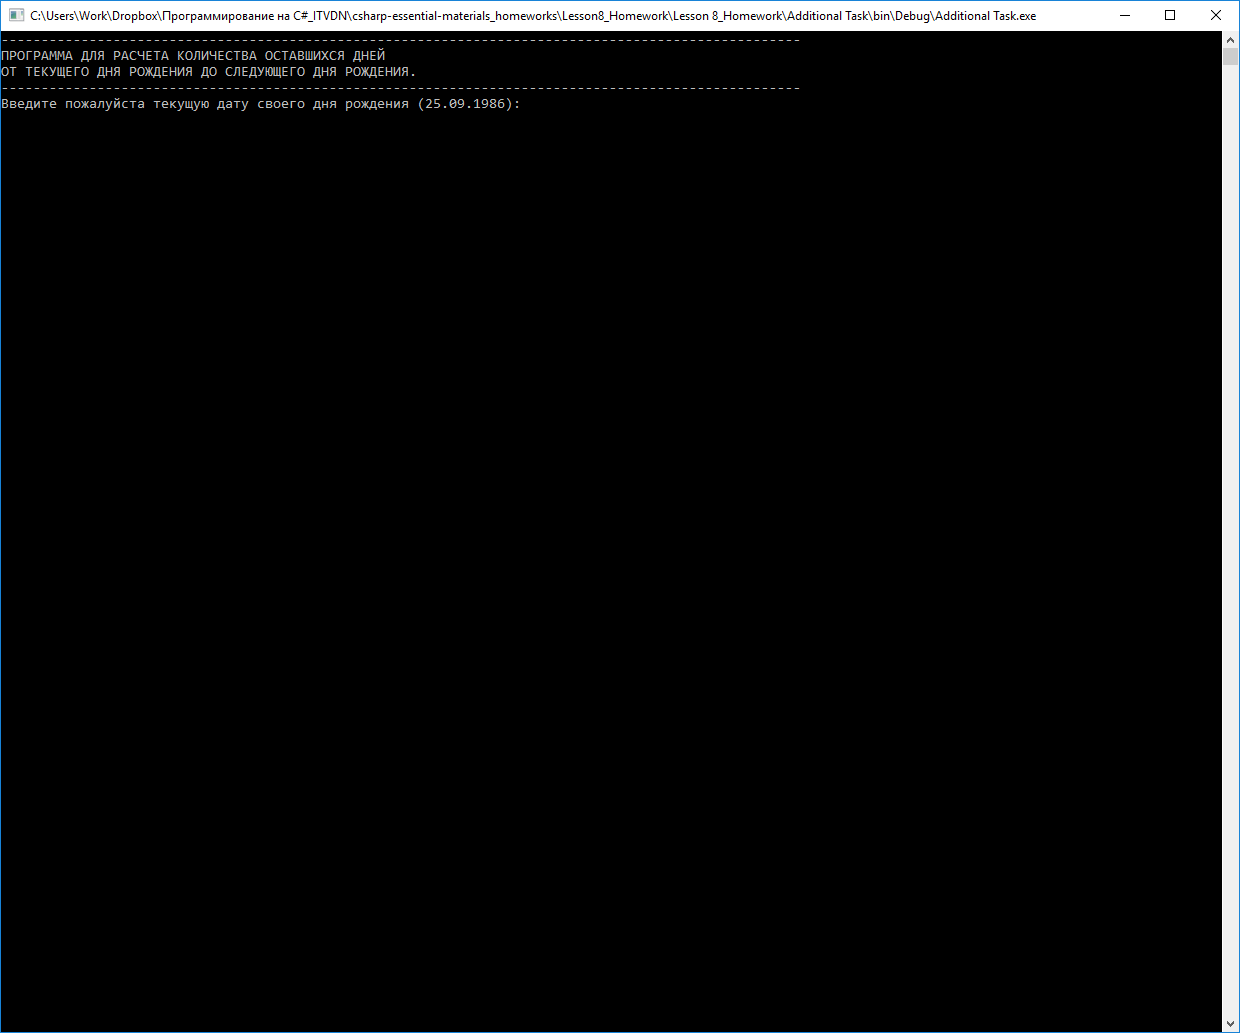 C:\Users\Work\Dropbox\Программирование на C#_ITVDN\csharp-essential-materials_homeworks\Lesson8_Homework\Lesson 8_Homework\Additional Task\bin\Debug\Additional Task.exe
----------------------------------------------------------------------------------------------------
ПРОГРАММА ДЛЯ РАСЧЕТА КОЛИЧЕСТВА ОСТАВШИХСЯ ДНЕЙ
ОТ ТЕКУЩЕГО ДНЯ РОЖДЕНИЯ ДО СЛЕДУЮЩЕГО ДНЯ РОЖДЕНИЯ.
----------------------------------------------------------------------------------------------------
Введите пожалуйста текущую дату своего дня рождения (25.09.1986):